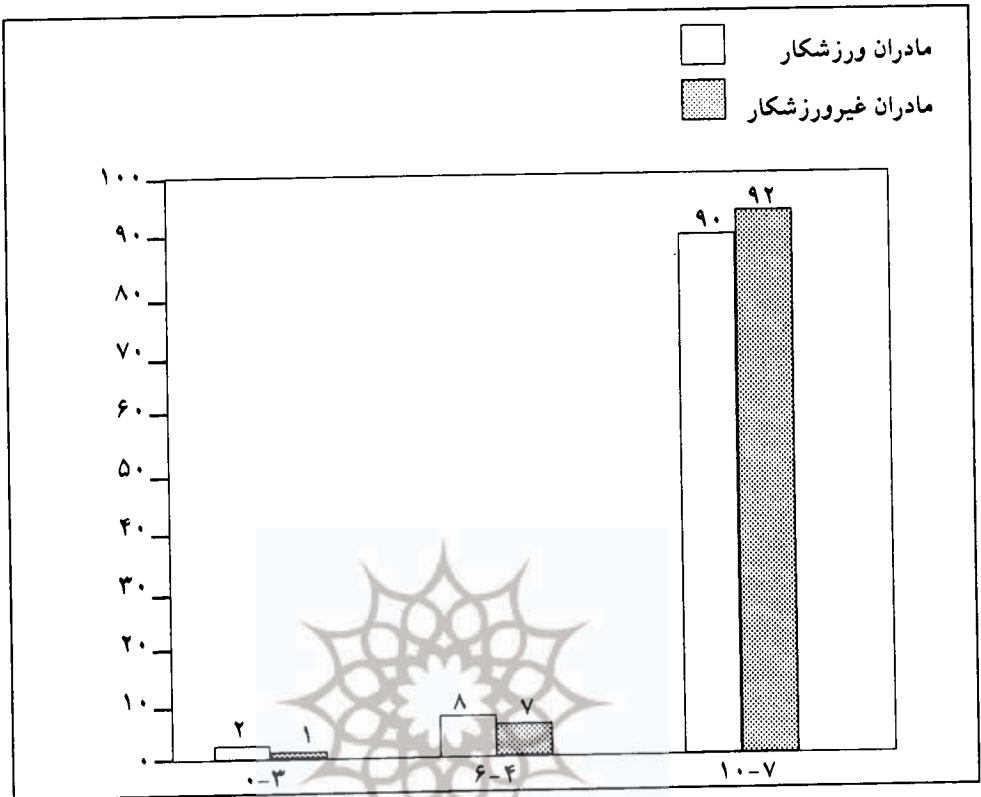 مادران ورزشکار
مادران غیرورزشکار
۱۰۰
۹۰
۸۰
۷۰
۶۰
۵۰
۴۰
۳۰
۲۰
۱۰
۰
۲ ۱ ۸ ۷ ۹۰ ۹۲
۰-۳ ۶-۴ ۱۰-۷